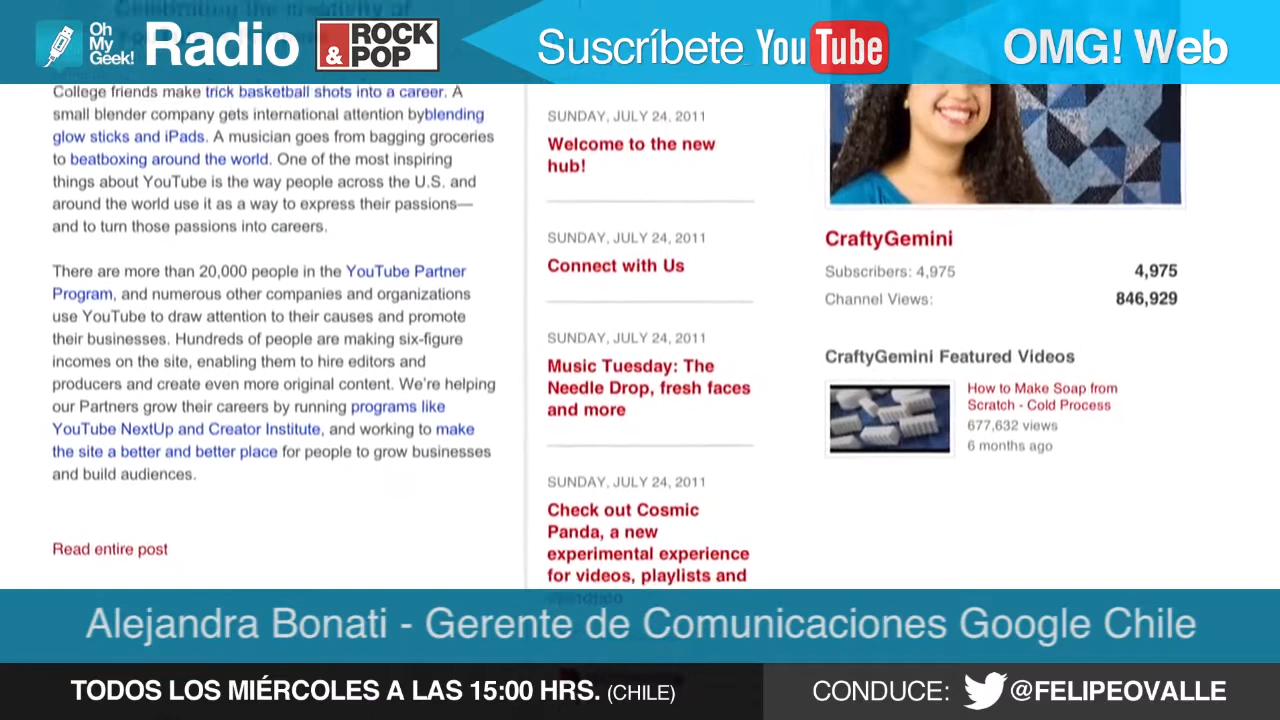 Oh
My
Geek!
Radio
ROCK
& POP
Suscríbete YouTube
OMG! Web
Celebrating the creativity of
College friends make trick basketball shots into a career. A
small blender company gets international attention byblending
glow sticks and iPads. A musician goes from bagging groceries
to beatboxing around the world. One of the most inspiring
things about YouTube is the way people across the U.S. and
around the world use it as a way to express their passions—
and to turn those passions into careers.
There are more than 20,000 people in the YouTube Partner
Program, and numerous other companies and organizations
use YouTube to draw attention to their causes and promote
their businesses. Hundreds of people are making six-figure
incomes on the site, enabling them to hire editors and
producers and create even more original content. We're helping
our Partners grow their careers by running programs like
YouTube NextUp and Creator Institute, and working to make
the site a better and better place for people to grow businesses
and build audiences.
Read entire post
SUNDAY, JULY 24, 2011
Welcome to the new
hub!
SUNDAY, JULY 24, 2011
Connect with Us
SUNDAY, JULY 24, 2011
Music Tuesday: The
Needle Drop, fresh faces
and more
SUNDAY, JULY 24, 2011
Check out Cosmic
Panda, a new
experimental experience
for videos, playlists and
CraftyGemini
Subscribers: 4,975 4,975
Channel Views: 846,929
CraftyGemini Featured Videos
How to Make Soap from
Scratch - Cold Process
677,632 views
6 months ago
Alejandra Bonati - Gerente de Comunicaciones Google Chile
TODOS LOS MIÉRCOLES A LAS 15:00 HRS. (CHILE)
CONDUCE: @FELIPEOVALLE